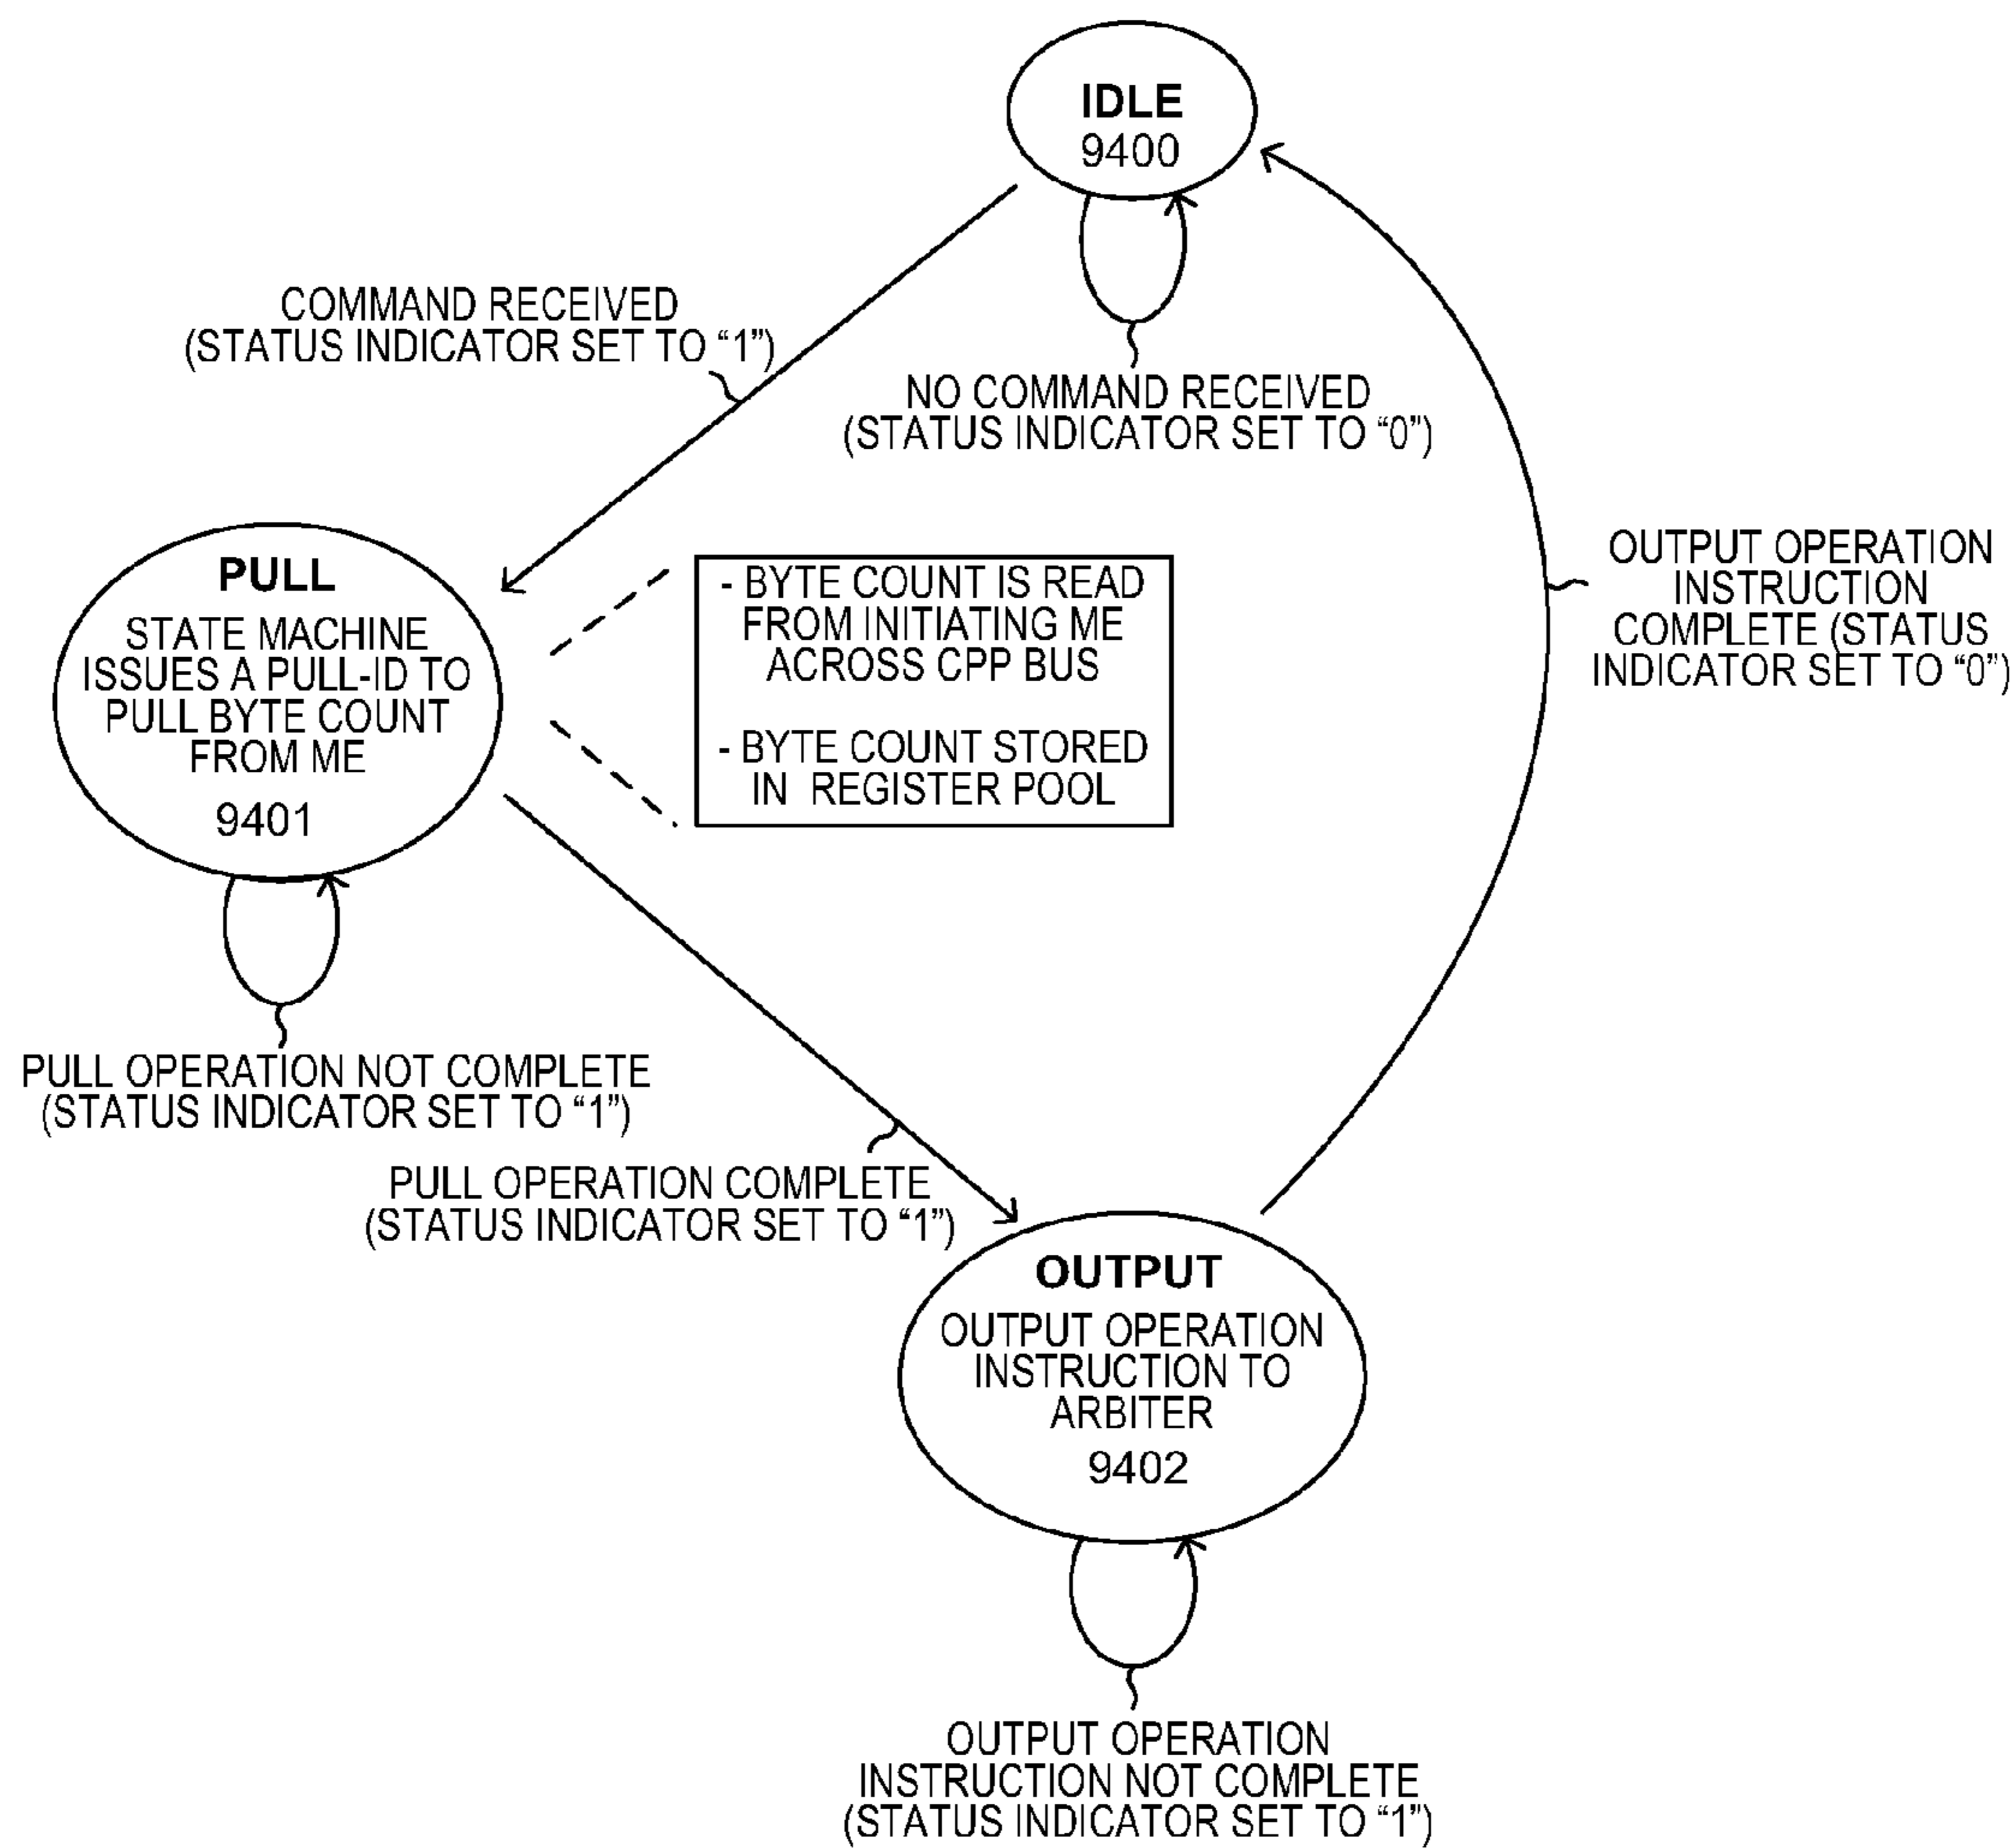 IDLE
9400
COMMAND RECEIVED
(STATUS INDICATOR SET TO “1”)
NO COMMAND RECEIVED
(STATUS INDICATOR SET TO “0”)
OUTPUT OPERATION
INSTRUCTION
COMPLETE (STATUS
INDICATOR SET TO “0”)
PULL
STATE MACHINE
ISSUES A PULL-ID TO
PULL BYTE COUNT
FROM ME
9401
- BYTE COUNT IS READ
FROM INITIATING ME
ACROSS CPP BUS
- BYTE COUNT STORED
IN REGISTER POOL
PULL OPERATION NOT COMPLETE
(STATUS INDICATOR SET TO “1”)
PULL OPERATION COMPLETE
(STATUS INDICATOR SET TO “1”)
OUTPUT
OUTPUT OPERATION
INSTRUCTION TO
ARBITER
9402
OUTPUT OPERATION
INSTRUCTION NOT COMPLETE
(STATUS INDICATOR SET TO “1”)